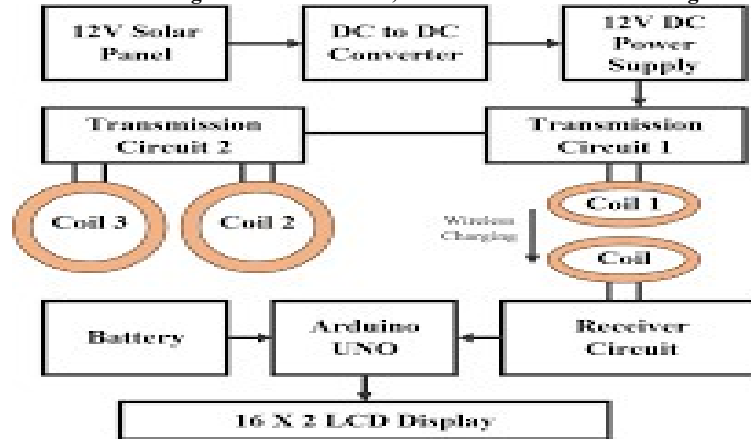 12V Solar
Panel
DC to DC
Converter
12V DC
Power
Supply
Transmission
Circuit 2
Transmission
Circuit 1
Coil 3
Coil 2
Coil 1
Wireless
Charging
Coil
Battery
Arduino
UNO
Receiver
Circuit
16 X 2 LCD Display